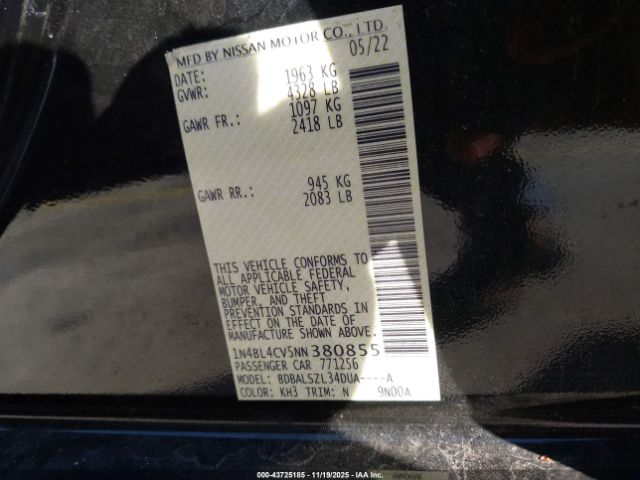 MFD BY NISSAN MOTOR CO., LTD.
DATE: 05/22
GVWR: 1963 KG
4328 LB
GAWR FR.: 1097 KG
2418 LB
GAWR RR.: 945 KG
2083 LB
THIS VEHICLE CONFORMS TO
ALL APPLICABLE FEDERAL
MOTOR VEHICLE SAFETY,
BUMPER, AND THEFT
PREVENTION STANDARDS IN
EFFECT ON THE DATE OF
MANUFACTURE SHOWN ABOVE.
1N4BL4CV5NN380855
PASSENGER CAR 771256
MODEL: BDBALSZL34DUA----A
COLOR: KH3 TRIM: N 9N00A
000-43725185 - 11/19/2025 - IAAI Inc.